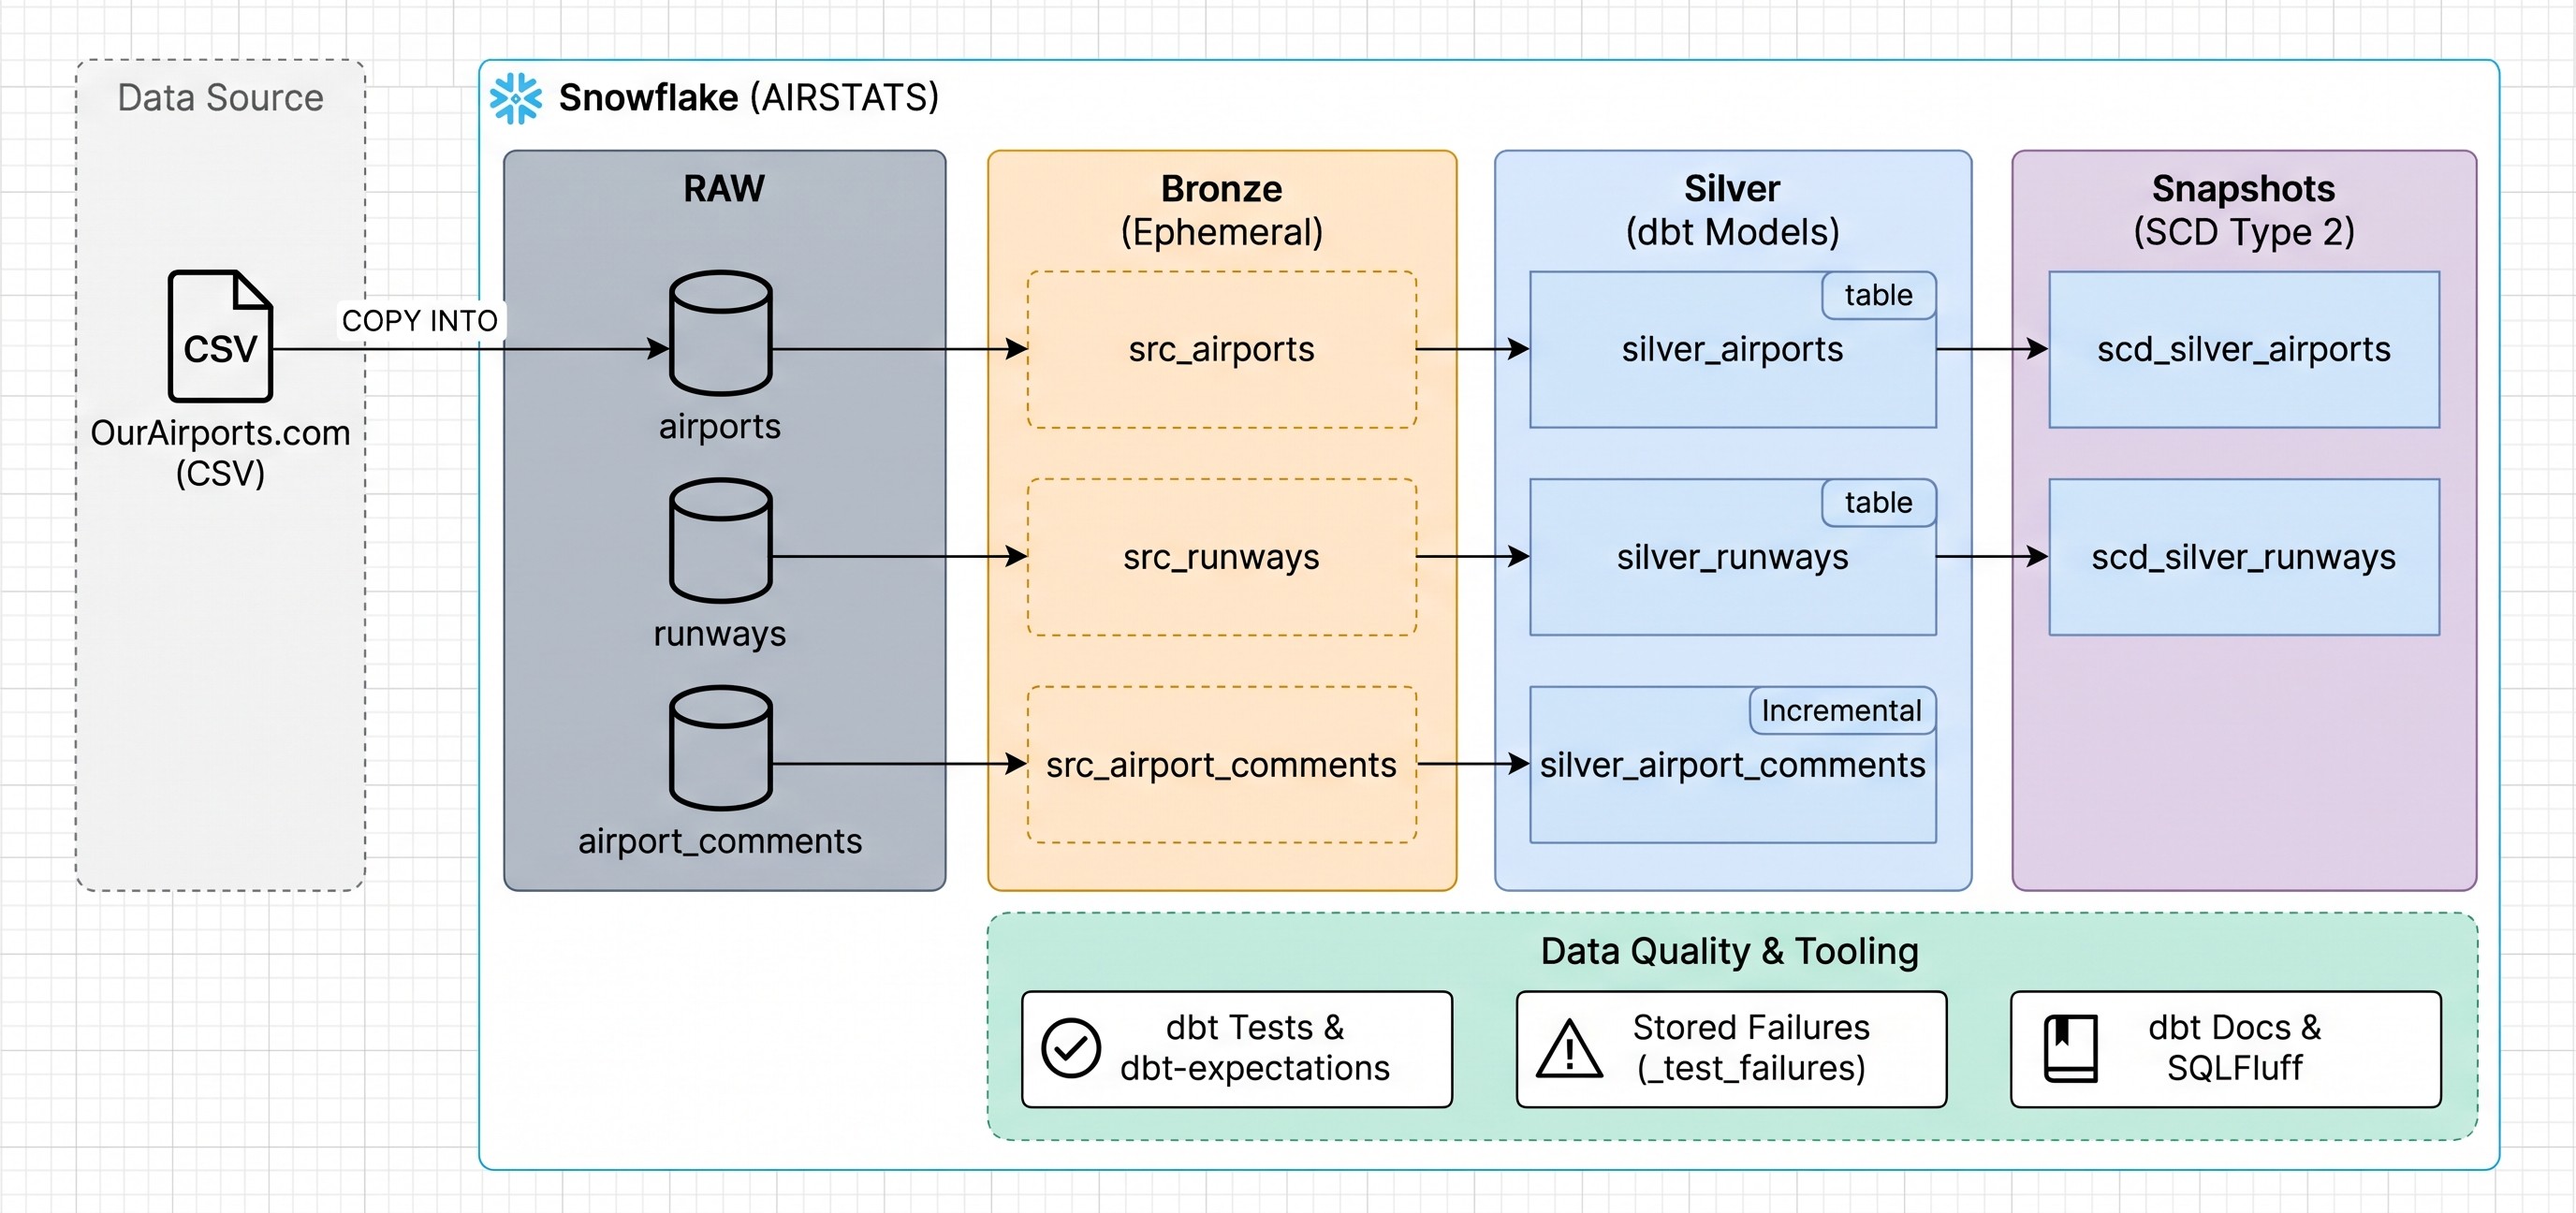 Data Source
CSV
OurAirports.com
(CSV)
COPY INTO
Snowflake (AIRSTATS)
RAW
airports
runways
airport_comments
Bronze
(Ephemeral)
src_airports
src_runways
src_airport_comments
Silver
(dbt Models)
table
silver_airports
table
silver_runways
Incremental
silver_airport_comments
Snapshots
(SCD Type 2)
scd_silver_airports
scd_silver_runways
Data Quality & Tooling
dbt Tests &
dbt-expectations
Stored Failures
(_test_failures)
dbt Docs &
SQLFluff